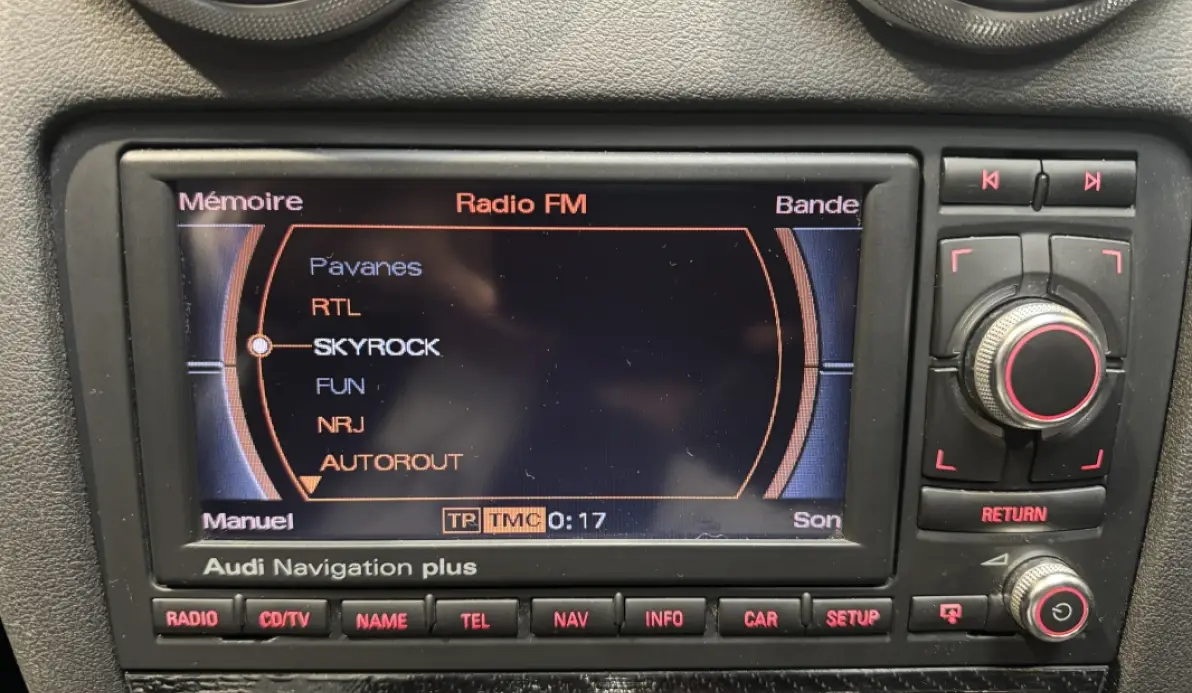 Mémoire Radio FM Bande
Pavanes
RTL
SKYROCK
FUN
NRJ
AUTOROUT
Manuel TP TMC 0:17 Son
Audi Navigation plus
RETURN
RADIO CD/TV NAME TEL NAV INFO CAR SETUP